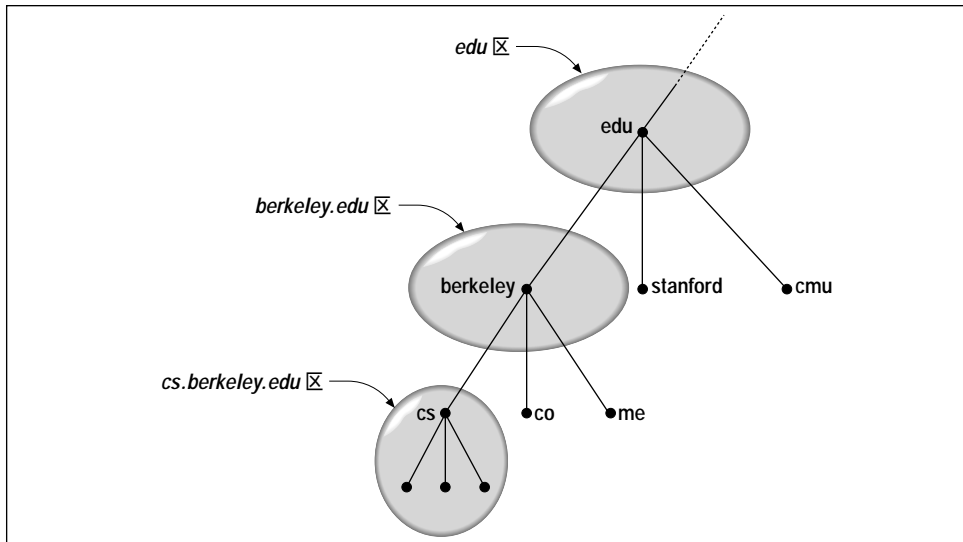 edu 区
edu
berkeley.edu 区
berkeley
stanford
cmu
cs.berkeley.edu 区
cs
co
me